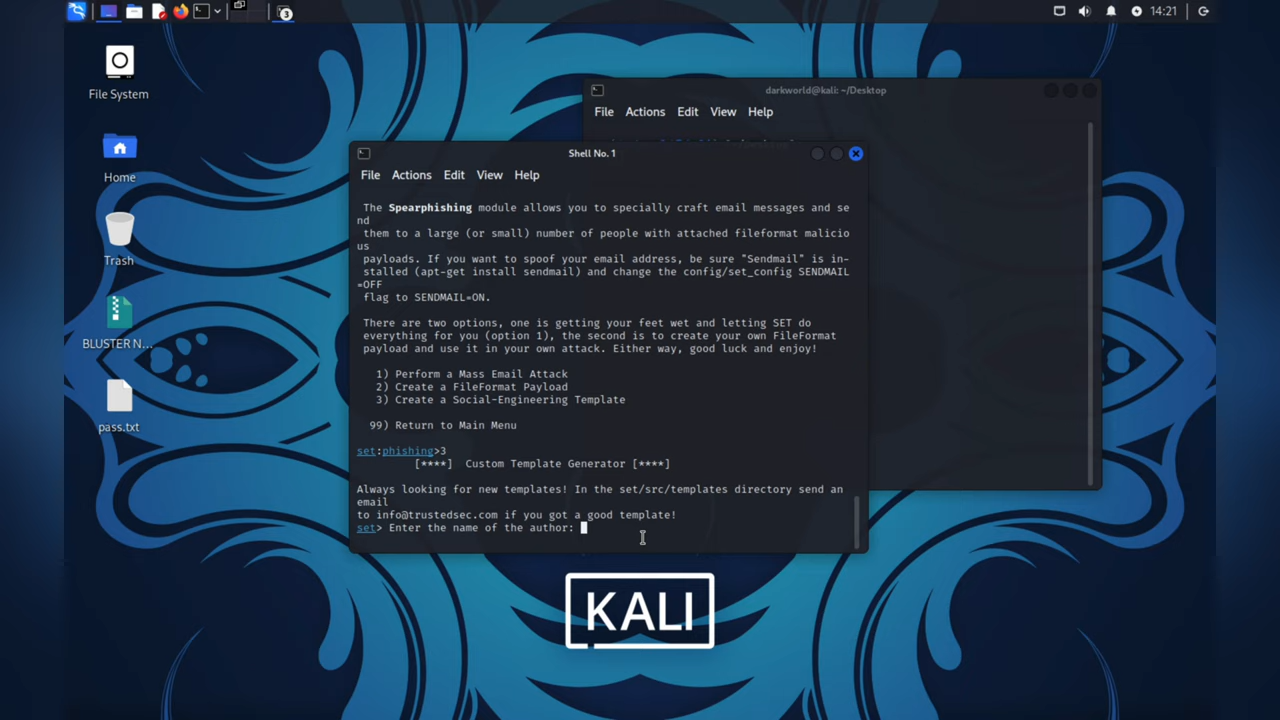 14:21
3
File System
Home
Trash
BLUSTER N...
pass.txt
darkworld@kali: ~/Desktop
File Actions Edit View Help
Shell No. 1
File Actions Edit View Help
The Spearphishing module allows you to specially craft email messages and se
nd
them to a large (or small) number of people with attached fileformat malicio
us
payloads. If you want to spoof your email address, be sure "Sendmail" is in-
stalled (apt-get install sendmail) and change the config/set_config SENDMAIL
=OFF
flag to SENDMAIL=ON.
There are two options, one is getting your feet wet and letting SET do
everything for you (option 1), the second is to create your own FileFormat
payload and use it in your own attack. Either way, good luck and enjoy!
1) Perform a Mass Email Attack
2) Create a FileFormat Payload
3) Create a Social-Engineering Template
99) Return to Main Menu
set:phishing>3
[****] Custom Template Generator [****]
Always looking for new templates! In the set/src/templates directory send an
email
to info@trustedsec.com if you got a good template!
set> Enter the name of the author:
KALI